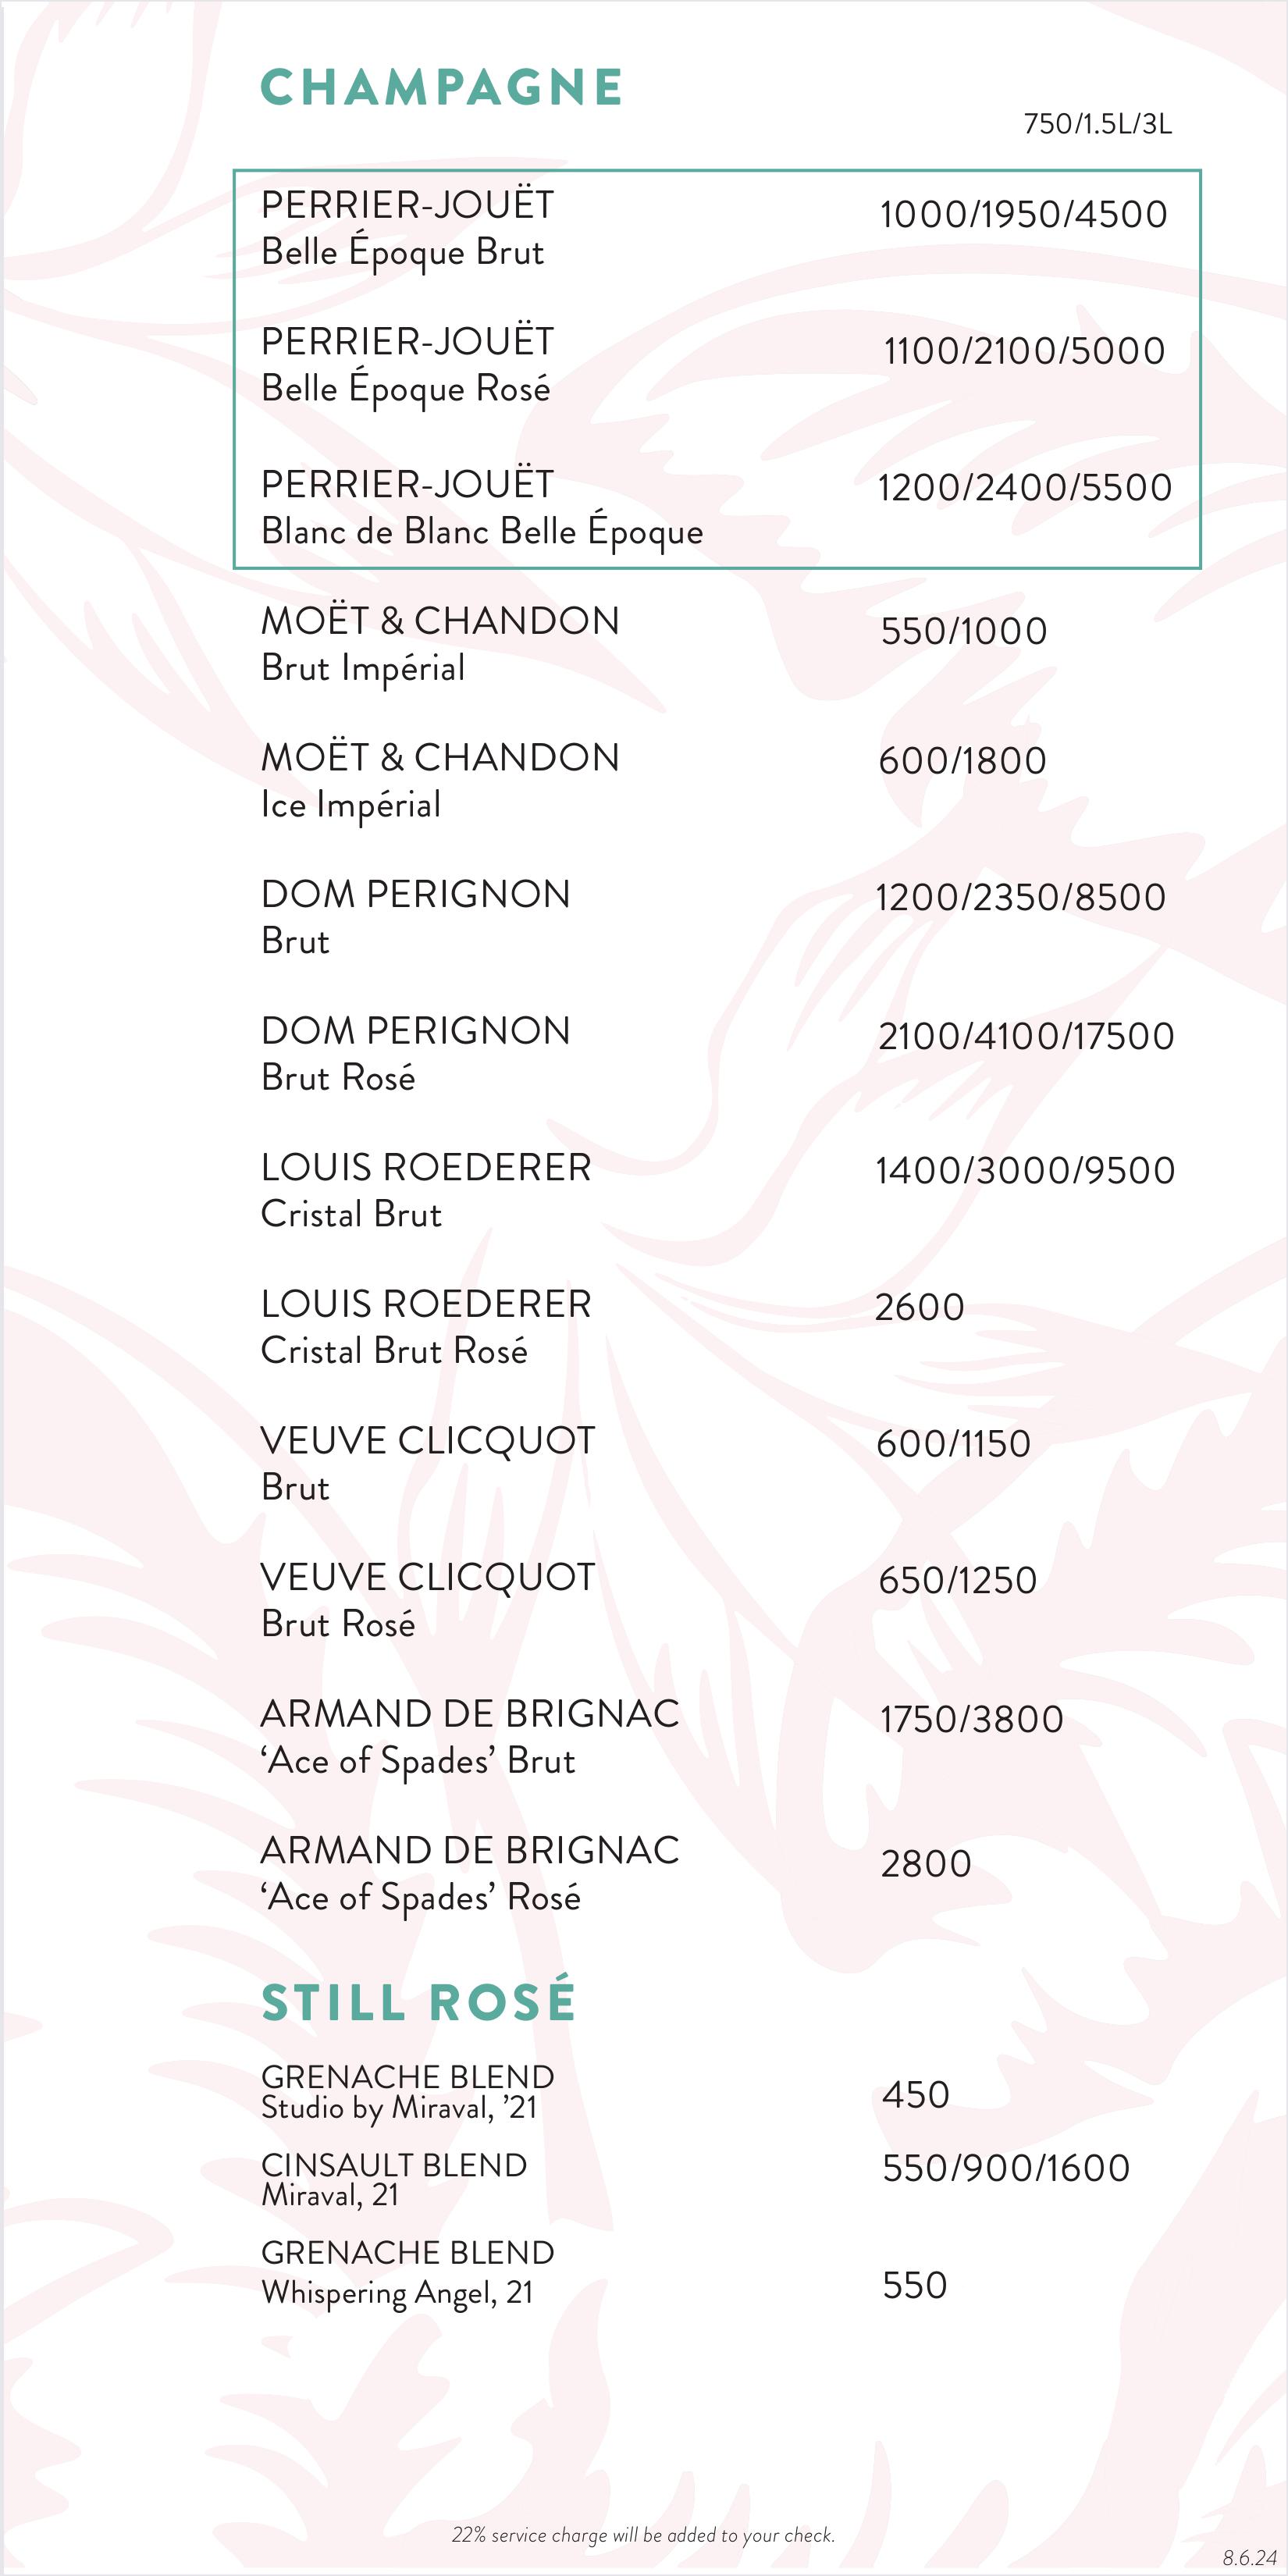 CHAMPAGNE
750/1.5L/3L
PERRIER-JOUËT 1000/1950/4500
Belle Époque Brut
PERRIER-JOUËT 1100/2100/5000
Belle Époque Rosé
PERRIER-JOUËT 1200/2400/5500
Blanc de Blanc Belle Époque
MOËT & CHANDON 550/1000
Brut Impérial
MOËT & CHANDON 600/1800
Ice Impérial
DOM PERIGNON 1200/2350/8500
Brut
DOM PERIGNON 2100/4100/17500
Brut Rosé
LOUIS ROEDERER 1400/3000/9500
Cristal Brut
LOUIS ROEDERER 2600
Cristal Brut Rosé
VEUVE CLICQUOT 600/1150
Brut
VEUVE CLICQUOT 650/1250
Brut Rosé
ARMAND DE BRIGNAC 1750/3800
‘Ace of Spades’ Brut
ARMAND DE BRIGNAC 2800
‘Ace of Spades’ Rosé
STILL ROSÉ
GRENACHE BLEND 450
Studio by Miraval, ’21
CINSAULT BLEND 550/900/1600
Miraval, 21
GRENACHE BLEND
Whispering Angel, 21 550
22% service charge will be added to your check.
8.6.24